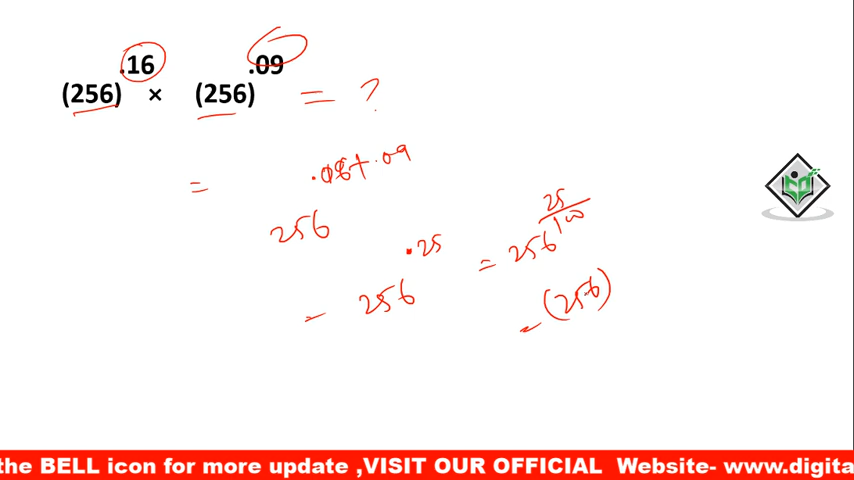 (256)^.16 × (256)^.09 = ?
= 256^.16+.09
= 256^.25 = 256^25/100
= (256)
the BELL icon for more update ,VISIT OUR OFFICIAL Website- www.digita